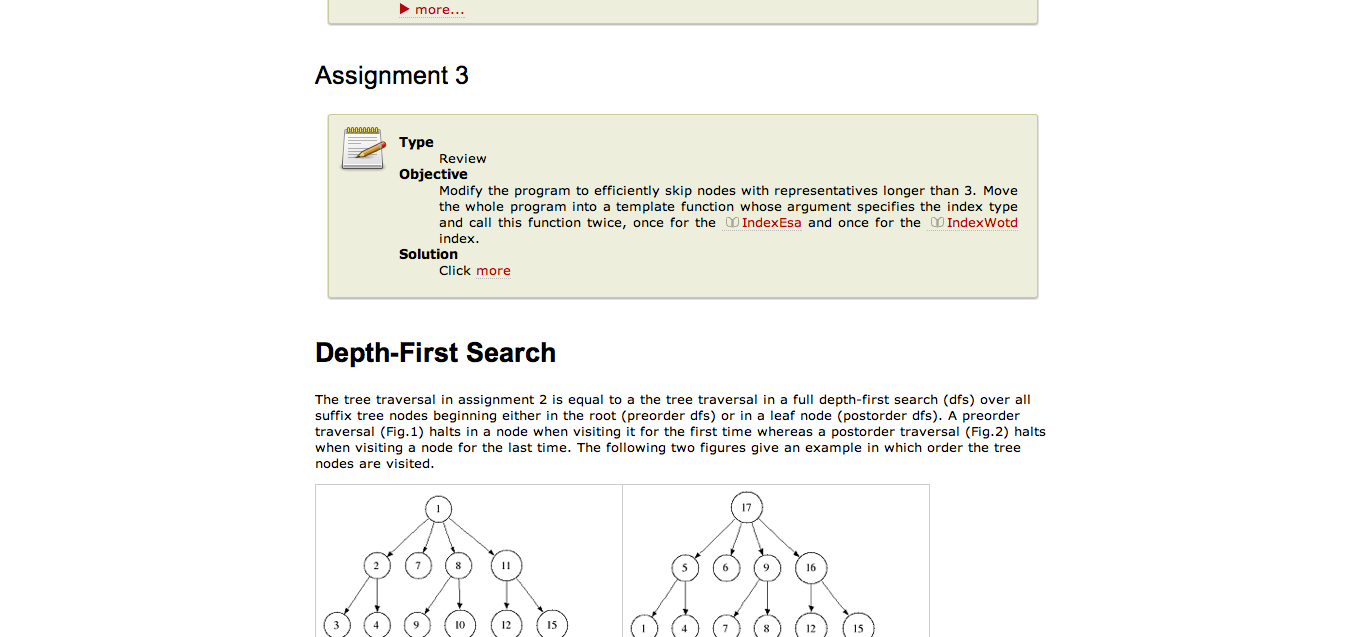 ▶ more...
Assignment 3
Type
Review
Objective
Modify the program to efficiently skip nodes with representatives longer than 3. Move
the whole program into a template function whose argument specifies the index type
and call this function twice, once for the IndexEsa and once for the IndexWotd
index.
Solution
Click more
Depth-First Search
The tree traversal in assignment 2 is equal to a the tree traversal in a full depth-first search (dfs) over all
suffix tree nodes beginning either in the root (preorder dfs) or in a leaf node (postorder dfs). A preorder
traversal (Fig.1) halts in a node when visiting it for the first time whereas a postorder traversal (Fig.2) halts
when visiting a node for the last time. The following two figures give an example in which order the tree
nodes are visited.
1
2 7 8 11
3 4 9 10 12 15
17
5 6 9 16
1 4 7 8 12 15